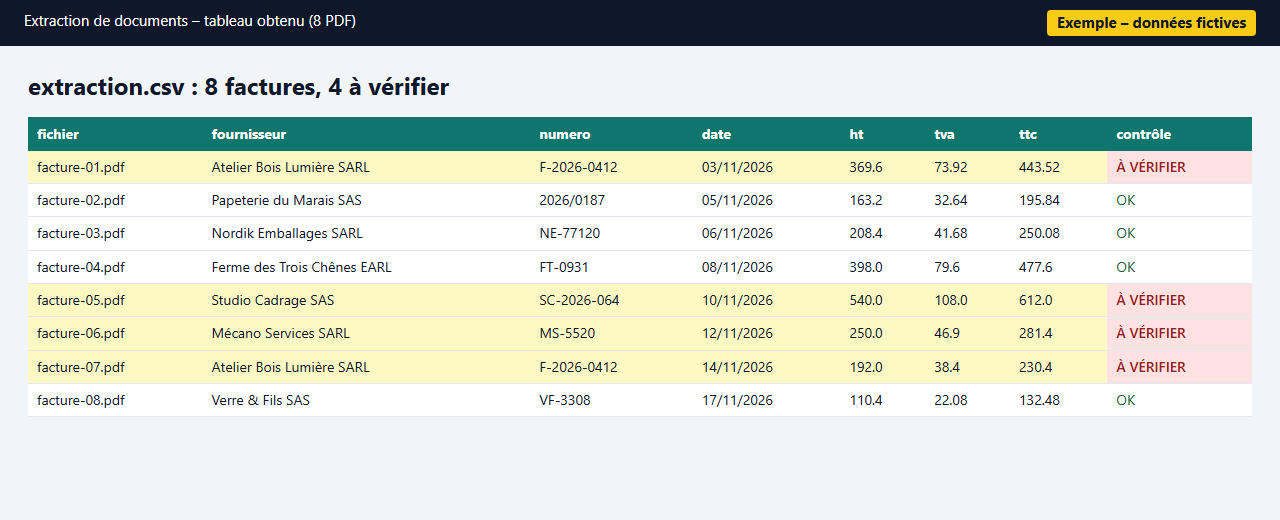 Extraction de documents – tableau obtenu (8 PDF)
Exemple – données fictives
extraction.csv : 8 factures, 4 à vérifier
fichier fournisseur numero date ht tva ttc contrôle
facture-01.pdf Atelier Bois Lumière SARL F-2026-0412 03/11/2026 369.6 73.92 443.52 À VÉRIFIER
facture-02.pdf Papeterie du Marais SAS 2026/0187 05/11/2026 163.2 32.64 195.84 OK
facture-03.pdf Nordik Emballages SARL NE-77120 06/11/2026 208.4 41.68 250.08 OK
facture-04.pdf Ferme des Trois Chênes EARL FT-0931 08/11/2026 398.0 79.6 477.6 OK
facture-05.pdf Studio Cadrage SAS SC-2026-064 10/11/2026 540.0 108.0 612.0 À VÉRIFIER
facture-06.pdf Mécano Services SARL MS-5520 12/11/2026 250.0 46.9 281.4 À VÉRIFIER
facture-07.pdf Atelier Bois Lumière SARL F-2026-0412 14/11/2026 192.0 38.4 230.4 À VÉRIFIER
facture-08.pdf Verre & Fils SAS VF-3308 17/11/2026 110.4 22.08 132.48 OK